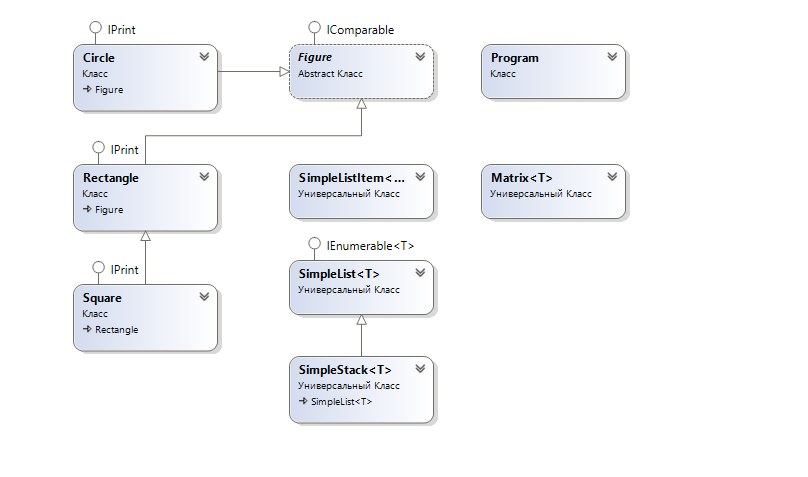 IPrint
Circle
Класс
Figure
IComparable
Figure
Abstract Класс
Program
Класс
IPrint
Rectangle
Класс
Figure
SimpleListItem<...
Универсальный Класс
Matrix<T>
Универсальный Класс
IPrint
Square
Класс
Rectangle
IEnumerable<T>
SimpleList<T>
Универсальный Класс
SimpleStack<T>
Универсальный Класс
SimpleList<T>